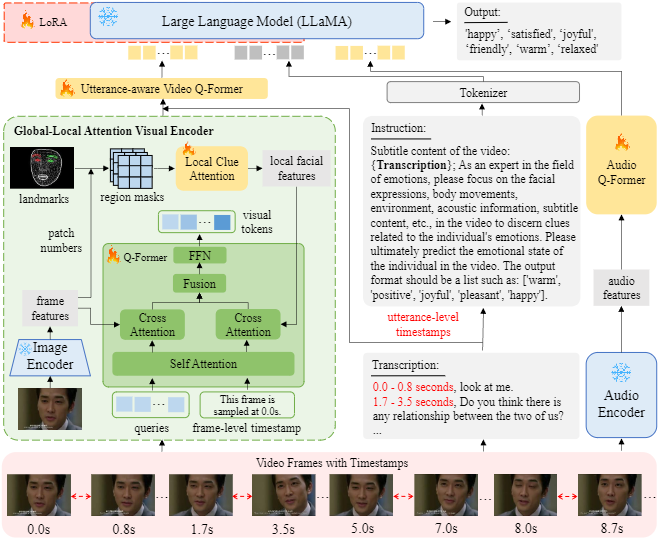 LoRA
Large Language Model (LLaMA)
Output:
'happy', 'satisfied', 'joyful',
'friendly', 'warm', 'relaxed'
Utterance-aware Video Q-Former
Tokenizer
Global-Local Attention Visual Encoder
landmarks
region masks
Local Clue
Attention
local facial
features
patch
numbers
visual
tokens
Q-Former
FFN
Fusion
Cross
Attention
Cross
Attention
Self Attention
frame
features
Image
Encoder
queries
This frame is
sampled at 0.0s.
frame-level timestamp
Instruction:
Subtitle content of the video:
{Transcription}; As an expert in the field
of emotions, please focus on the facial
expressions, body movements,
environment, acoustic information, subtitle
content, etc., in the video to discern clues
related to the individual's emotions. Please
ultimately predict the emotional state of
the individual in the video. The output
format should be a list such as: ['warm',
'positive', 'joyful', 'pleasant', 'happy'].
utterance-level
timestamps
Transcription:
0.0 - 0.8 seconds, look at me.
1.7 - 3.5 seconds, Do you think there is
any relationship between the two of us?
...
Audio
Q-Former
audio
features
Audio
Encoder
Video Frames with Timestamps
0.0s
0.8s
1.7s
3.5s
5.0s
7.0s
8.0s
8.7s